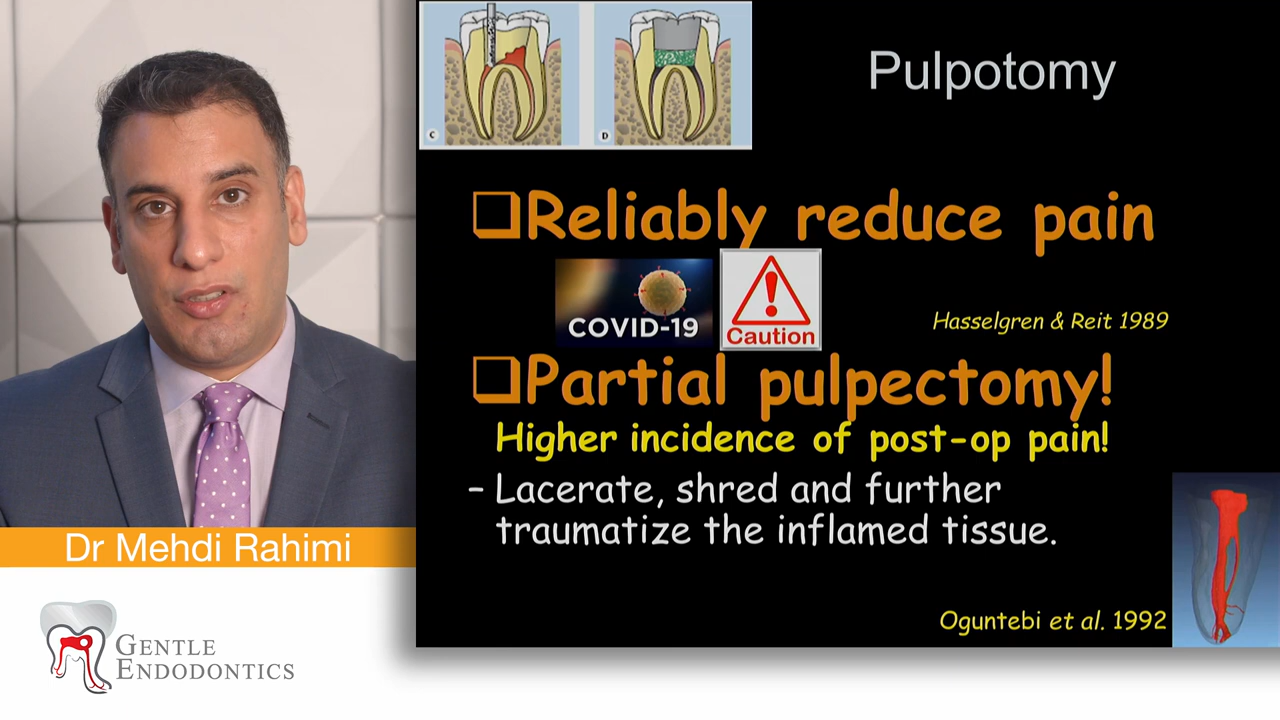 C
D
Pulpotomy
❑Reliably reduce pain
COVID-19
Caution
Hasselgren & Reit 1989
❑Partial pulpectomy!
Higher incidence of post-op pain!
– Lacerate, shred and further
traumatize the inflamed tissue.
Oguntebi et al. 1992
Dr Mehdi Rahimi
GENTLE
ENDODONTICS